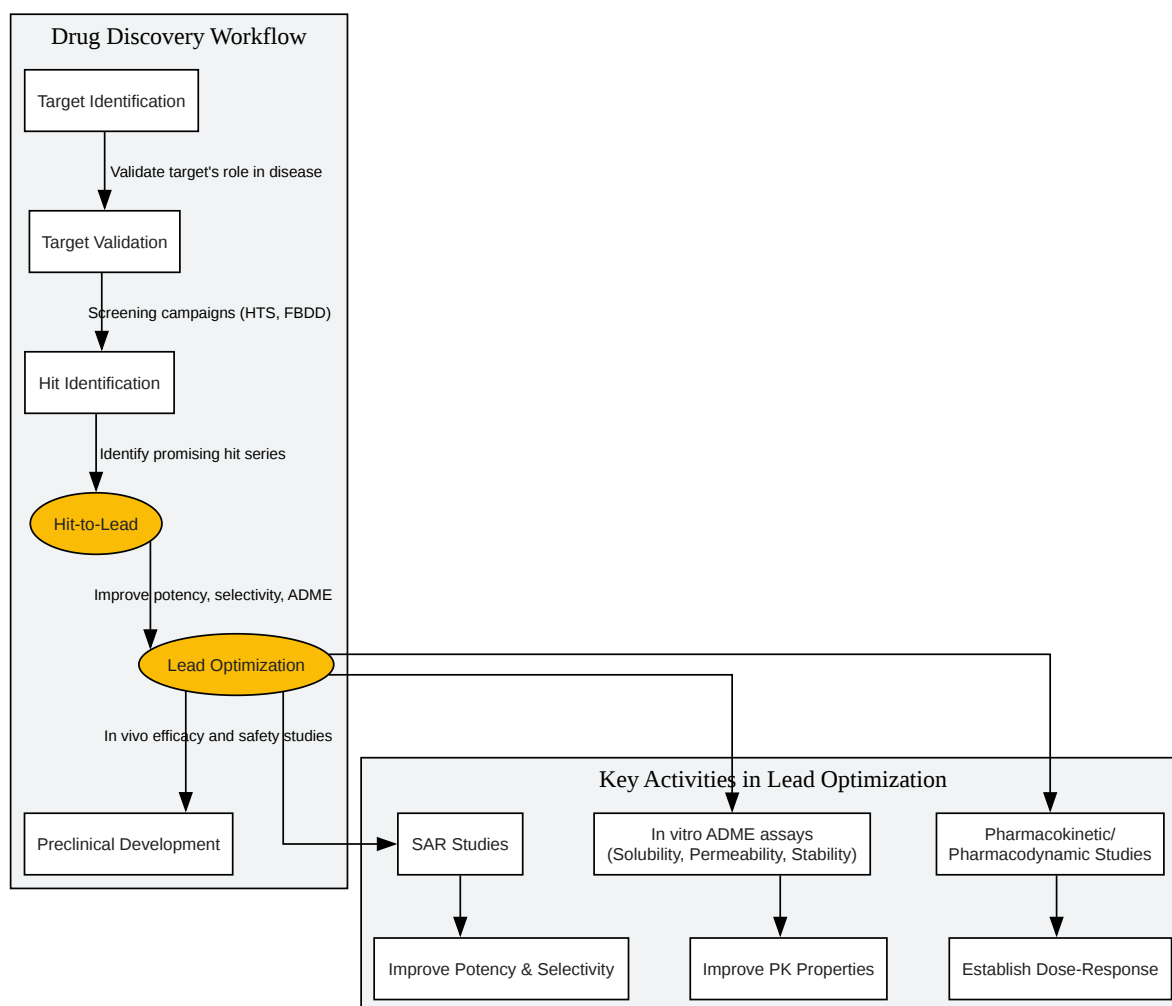 Drug Discovery Workflow
Target Identification
Validate target's role in disease
Target Validation
Screening campaigns (HTS, FBDD)
Hit Identification
Identify promising hit series
Hit-to-Lead
Improve potency, selectivity, ADME
Lead Optimization
In vivo efficacy and safety studies
Preclinical Development
Key Activities in Lead Optimization
SAR Studies
In vitro ADME assays
(Solubility, Permeability, Stability)
Pharmacokinetic/
Pharmacodynamic Studies
Improve Potency & Selectivity
Improve PK Properties
Establish Dose-Response